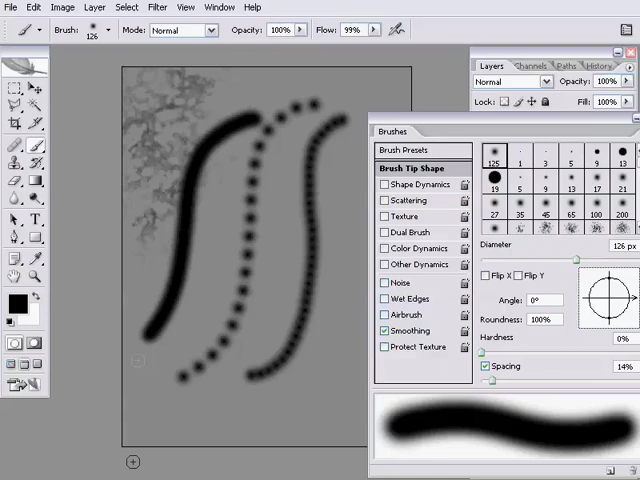 File Edit Image Layer Select Filter View Window Help
Brush: 126 Mode: Normal Opacity: 100% Flow: 99%
Layers Channels Paths History
Normal Opacity: 100%
Lock: Fill: 100%
Brushes
Brush Presets
Brush Tip Shape
Shape Dynamics
Scattering
Texture
Dual Brush
Color Dynamics
Other Dynamics
Noise
Wet Edges
Airbrush
Smoothing
Protect Texture
125 1 3 5 9 13
19 5 9 13 17 21
27 35 45 65 100 200
Diameter 126 px
Flip X Flip Y
Angle: 0°
Roundness: 100%
Hardness 0%
Spacing 14%